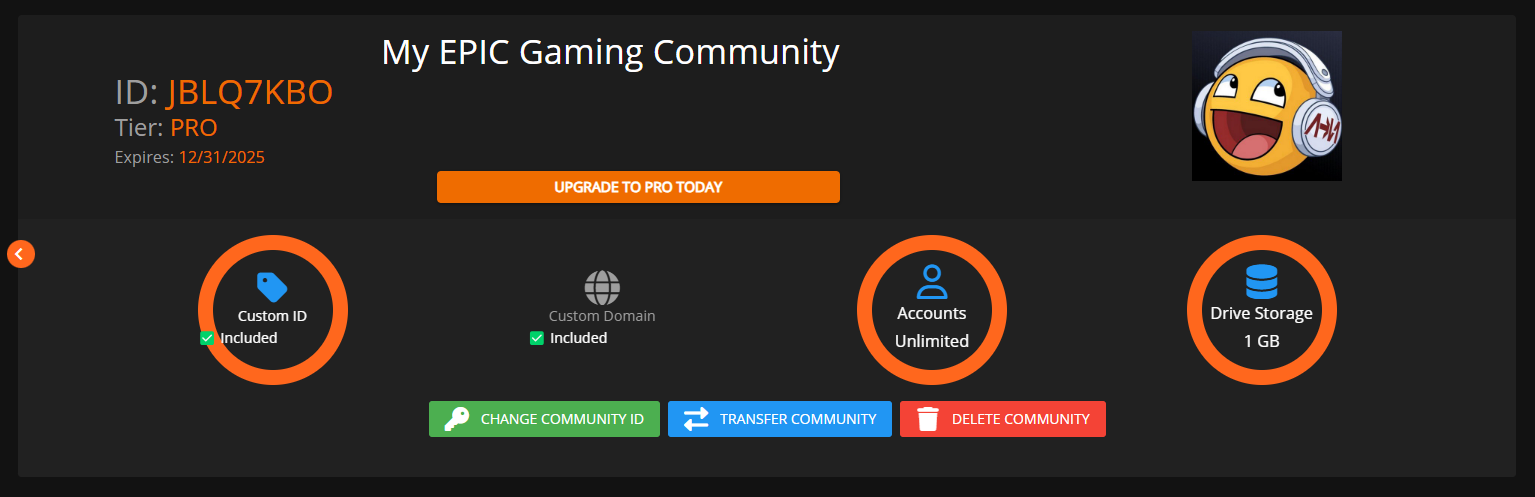 My EPIC Gaming Community
ID: JBLQ7KBO
Tier: PRO
Expires: 12/31/2025
UPGRADE TO PRO TODAY
Custom ID
Included
Custom Domain
Included
Accounts
Unlimited
Drive Storage
1 GB
CHANGE COMMUNITY ID
TRANSFER COMMUNITY
DELETE COMMUNITY